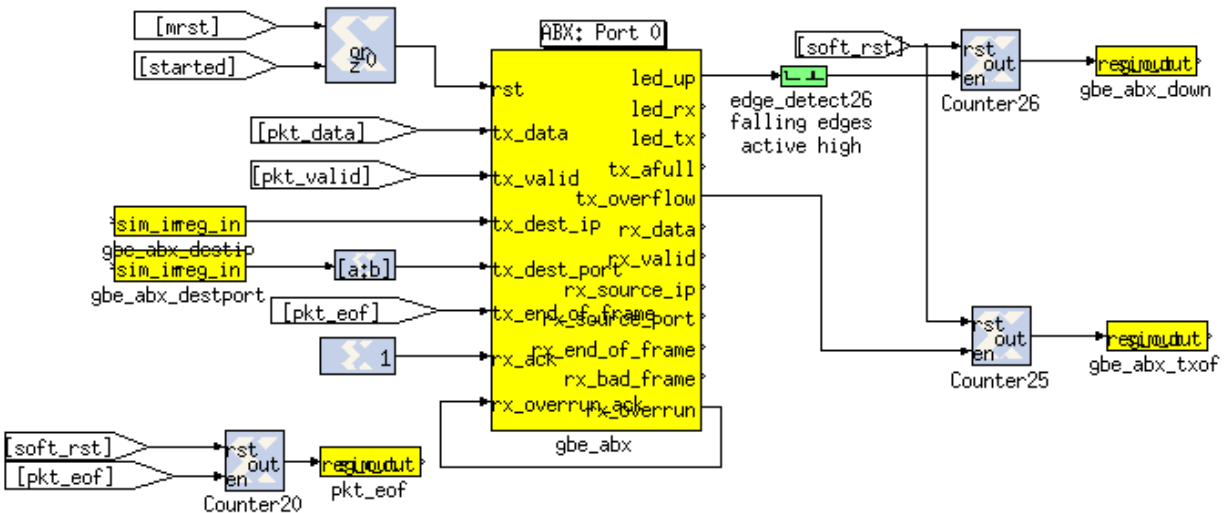 [mrst]
[started]
or
z 0
ABX: Port 0
rst
tx_data
tx_valid
tx_dest_ip
tx_dest_port
tx_end_of_frame
rx_ack
rx_overrun_ack
led_up
led_rx
led_tx
tx_afull
tx_overflow
rx_data
rx_valid
rx_source_ip
rx_source_port
rx_end_of_frame
rx_bad_frame
rx_overrun
gbe_abx
[pkt_data]
[pkt_valid]
gbe_abx_destip
gbe_abx_destport
[a:b]
[pkt_eof]
1
edge_detect26
falling edges
active high
[soft_rst]
rst
out
en
Counter26
gbe_abx_down
rst
out
en
Counter25
gbe_abx_txof
[soft_rst]
[pkt_eof]
rst
out
en
Counter20
pkt_eof